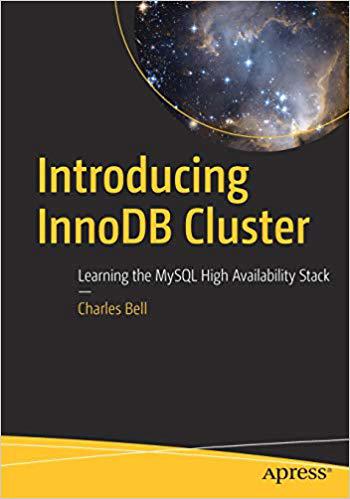 Introducing
InnoDB Cluster
Learning the MySQL High Availability Stack
—
Charles Bell
Apress®